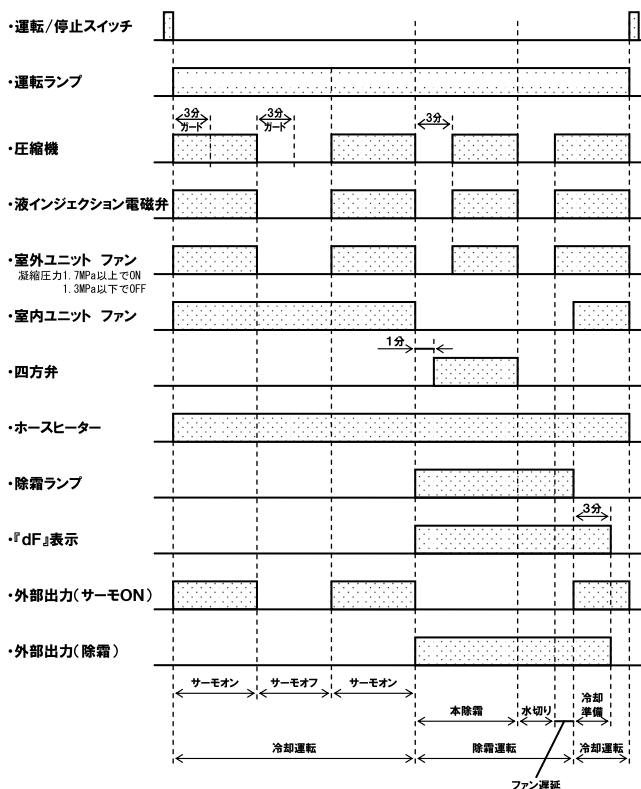 ・運転/停止スイッチ
・運転ランプ
3分
ガード
3分
ガード
3分
・圧縮機
・液インジェクション電磁弁
・室外ユニット ファン
凝縮圧力1.7MPa以上でON
1.3MPa以下でOFF
・室内ユニット ファン
1分
・四方弁
・ホースヒーター
・除霜ランプ
3分
・『dF』表示
・外部出力(サーモON)
・外部出力(除霜)
サーモオン
サーモオフ
サーモオン
本除霜
水切り
冷却
準備
冷却運転
除霜運転
冷却運転
ファン遅延